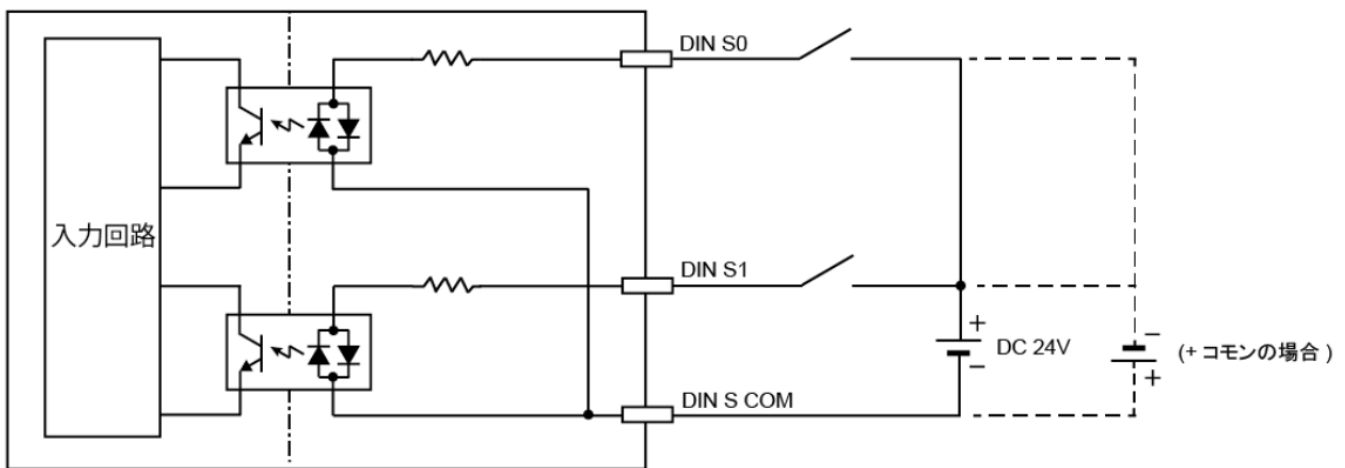 DIN S0
入力回路
DIN S1
+
DC 24V
−
−
(+ コモンの場合 )
+
DIN S COM